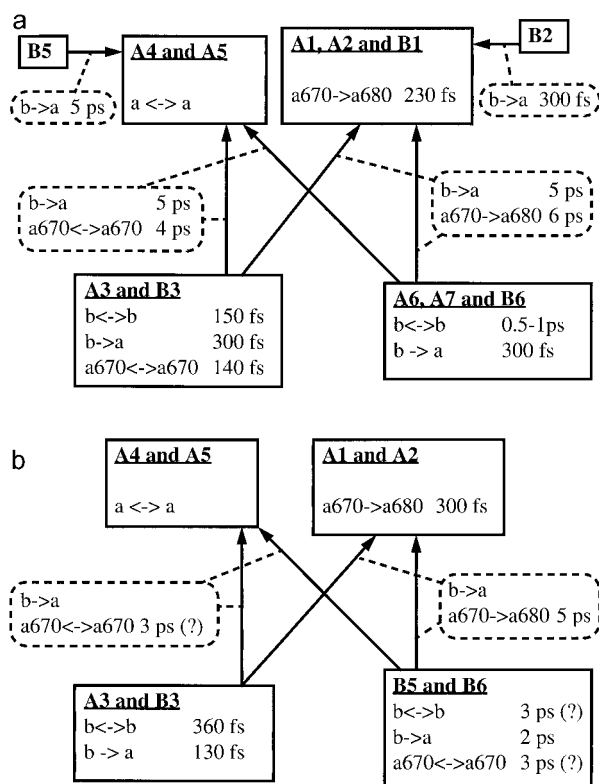 a
B5
A4 and A5
a <-> a
A1, A2 and B1
a670->a680 230 fs
B2
b->a 5 ps
b->a 300 fs
b->a 5 ps
a670<->a670 4 ps
b->a 5 ps
a670->a680 6 ps
A3 and B3
b<->b 150 fs
b->a 300 fs
a670<->a670 140 fs
A6, A7 and B6
b<->b 0.5-1ps
b -> a 300 fs
b
A4 and A5
a <-> a
A1 and A2
a670->a680 300 fs
b->a
a670<->a670 3 ps (?)
b->a
a670->a680 5 ps
A3 and B3
b<->b 360 fs
b -> a 130 fs
B5 and B6
b<->b 3 ps (?)
b->a 2 ps
a670<->a670 3 ps (?)